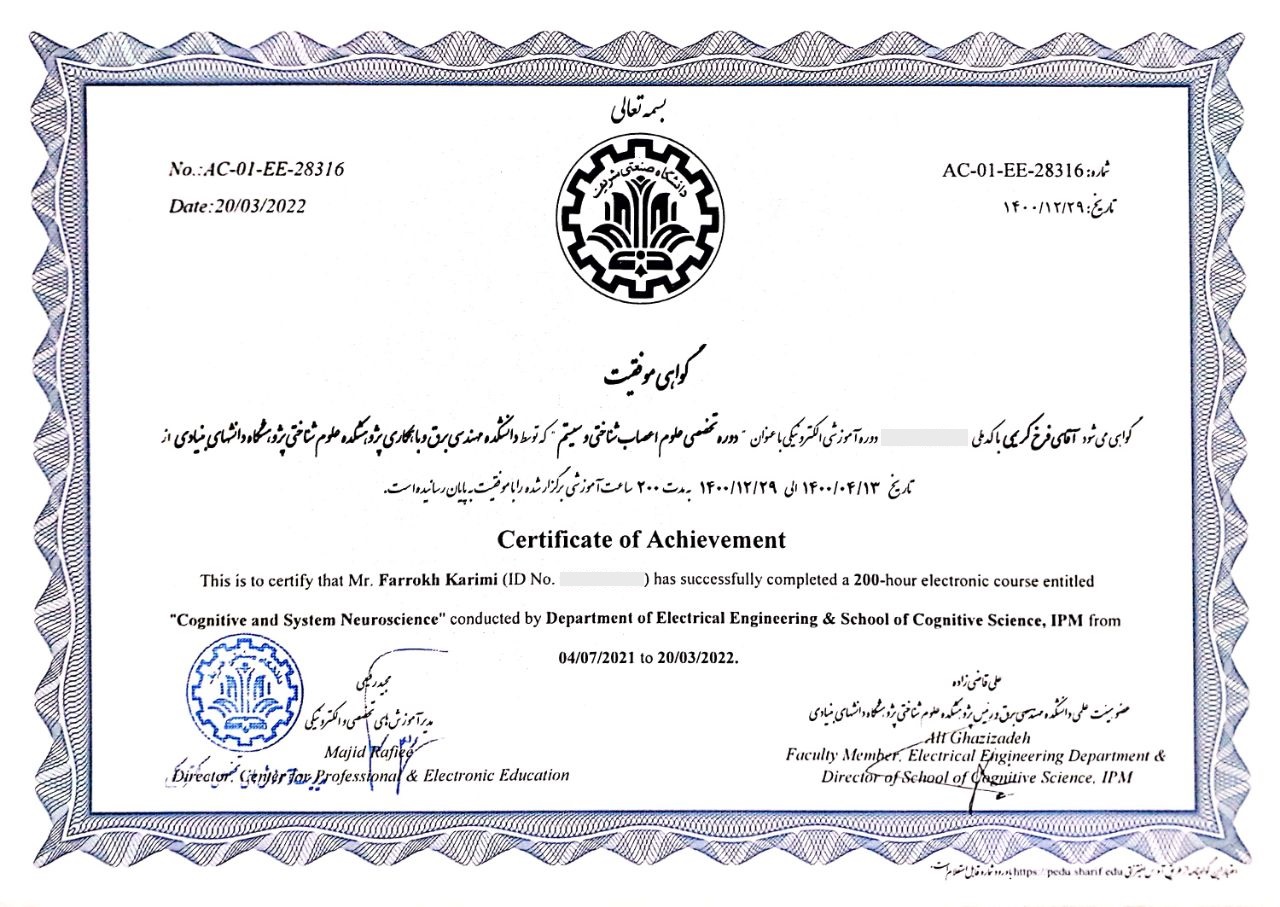 بسمه تعالی
دانشگاه صنعتی شریف
No.:AC-01-EE-28316
شماره: AC-01-EE-28316
Date:20/03/2022
تاریخ: ۱۴۰۰/۱۲/۲۹
گواهی موفقیت
گواهی می شود آقای فرخ کریمی با کد ملی دوره آموزشی الکترونیکی با عنوان "دوره تخصصی علوم اعصاب شناختی و سیستم" که توسط دانشکده مهندسی برق و با همکاری پژوهشکده علوم شناختی پژوهشگاه دانشهای بنیادی از
تاریخ ۱۴۰۰/۰۴/۱۳ الی ۱۴۰۰/۱۲/۲۹ به مدت ۲۰۰ ساعت آموزشی برگزار شده را با موفقیت به پایان رسانیده است.
Certificate of Achievement
This is to certify that Mr. Farrokh Karimi (ID No. ) has successfully completed a 200-hour electronic course entitled
"Cognitive and System Neuroscience" conducted by Department of Electrical Engineering & School of Cognitive Science, IPM from
04/07/2021 to 20/03/2022.
مجید رفیعی
مدیر آموزش های تخصصی و الکترونیکی
Majid Rafiee
Director, Center for Professional & Electronic Education
علی قاضی زاده
عضو هیئت علمی دانشکده مهندسی برق و رئیس پژوهشکده علوم شناختی پژوهشگاه دانشهای بنیادی
Ali Ghazizadeh
Faculty Member, Electrical Engineering Department &
Director of School of Cognitive Science, IPM
https://pedu.sharif.edu با ورود شماره قابل استعلام است.